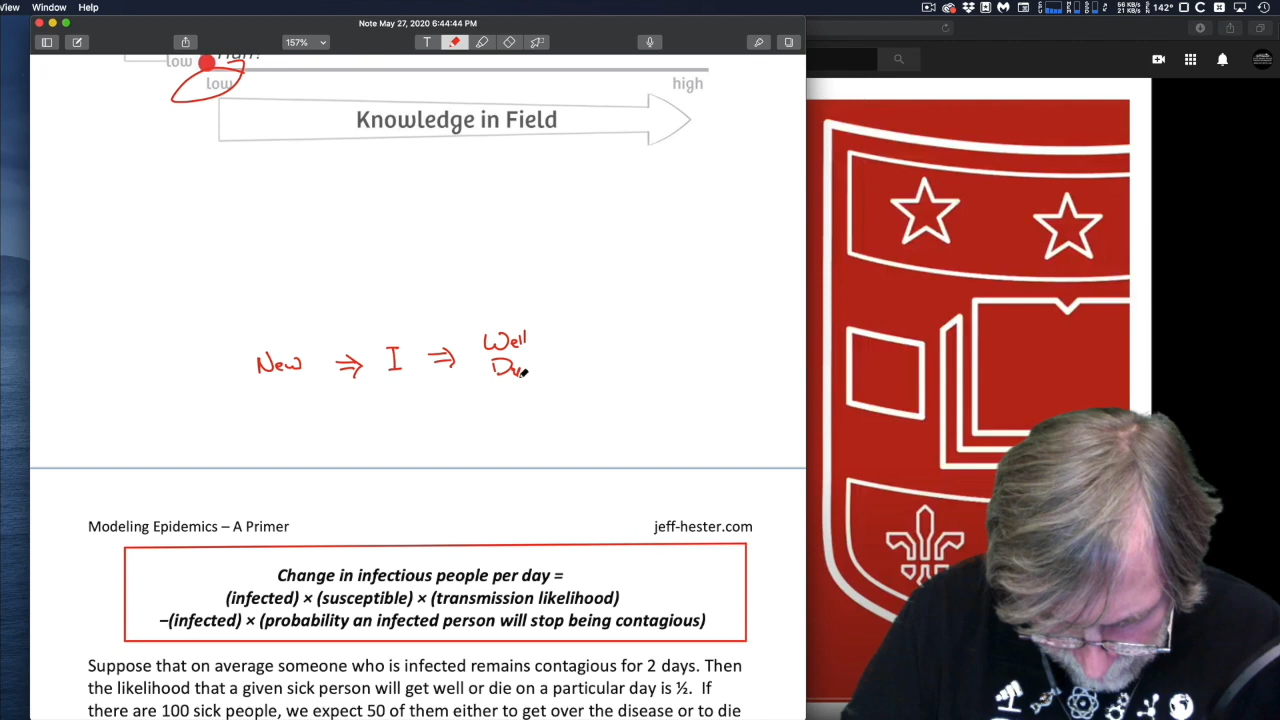 View Window Help
56 KB/s
21 KB/s
142°
Note May 27, 2020 6:44:44 PM
157%
T
low
low high
Knowledge in Field
New ⇒ I ⇒ Well
Modeling Epidemics – A Primer jeff-hester.com
Change in infectious people per day =
(infected) × (susceptible) × (transmission likelihood)
–(infected) × (probability an infected person will stop being contagious)
Suppose that on average someone who is infected remains contagious for 2 days. Then
the likelihood that a given sick person will get well or die on a particular day is ½. If
there are 100 sick people, we expect 50 of them either to get over the disease or to die